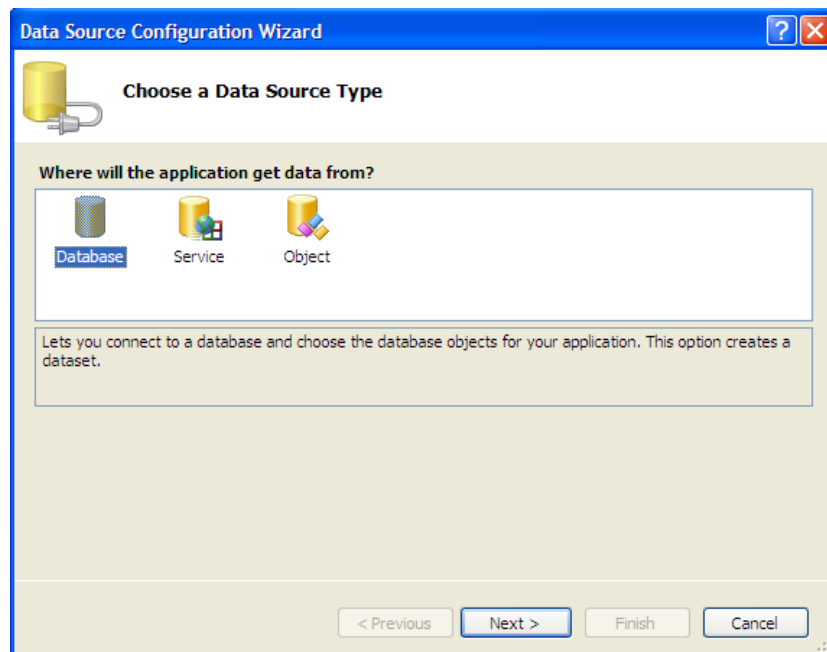 Data Source Configuration Wizard
Choose a Data Source Type
Where will the application get data from?
Database
Service
Object
Lets you connect to a database and choose the database objects for your application. This option creates a
dataset.
< Previous
Next >
Finish
Cancel